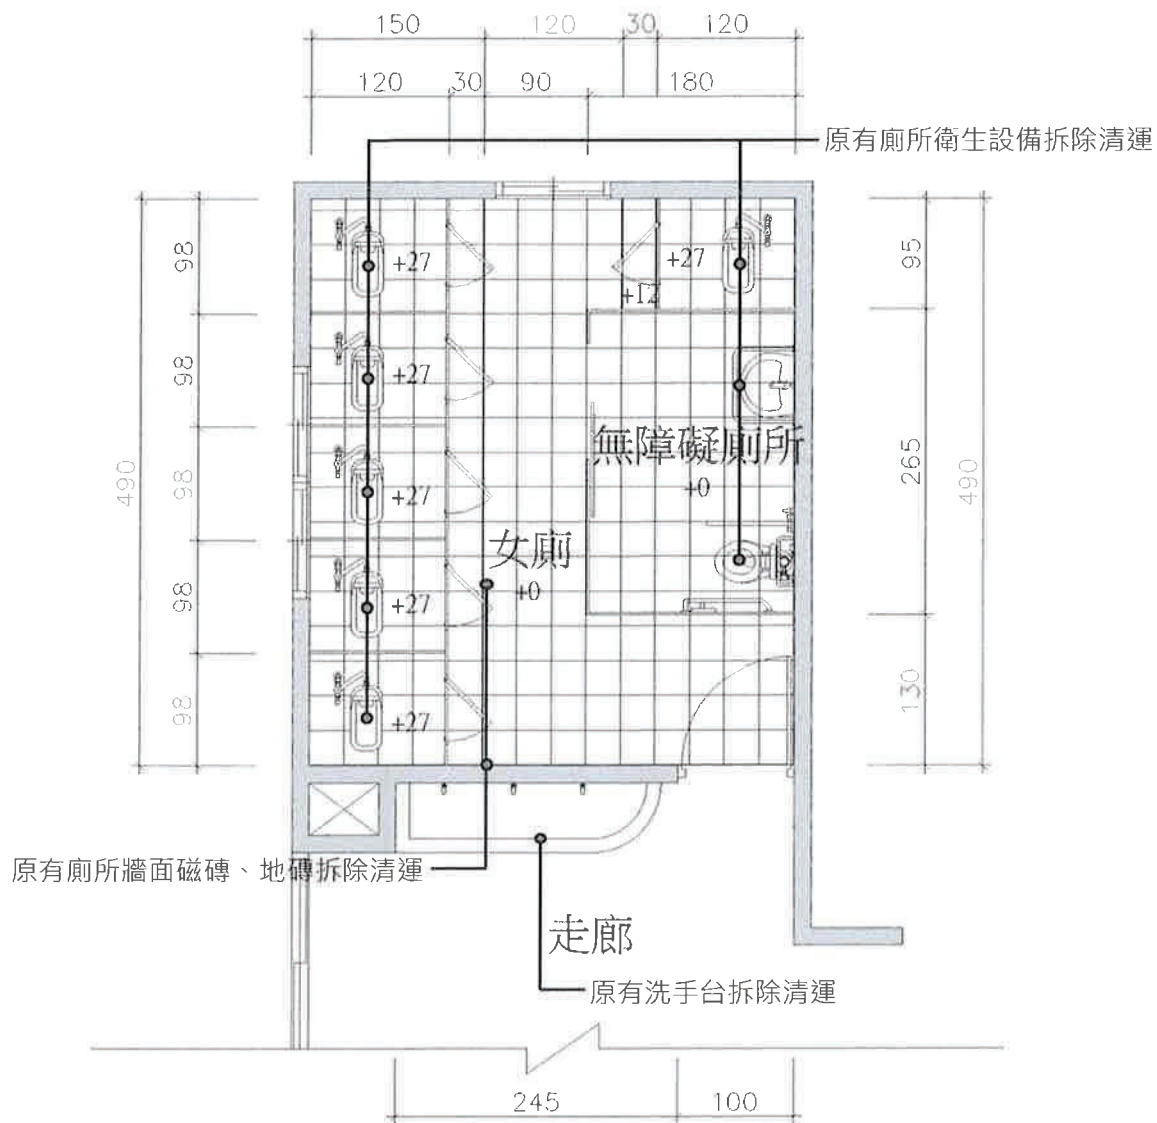 150 120 30 120
120 30 90 180
原有廁所衛生設備拆除清運
98 +27 +27 95
+12
98 +27
無障礙廁所
490 98 +27 +0 265 490
女廁
98 +27 +0
98 +27 130
原有廁所牆面磁磚、地磚拆除清運
走廊
原有洗手台拆除清運
245 100